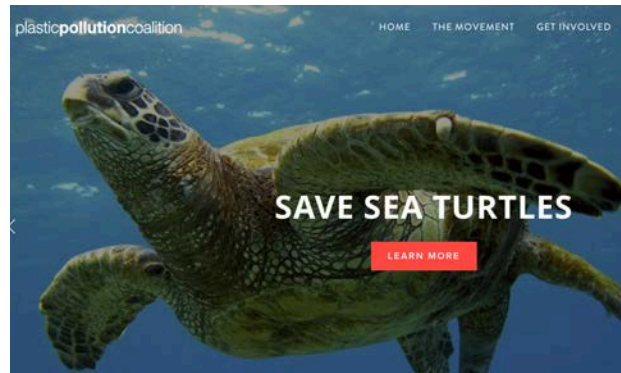 plasticpollutioncoalition
HOME THE MOVEMENT GET INVOLVED
SAVE SEA TURTLES
LEARN MORE